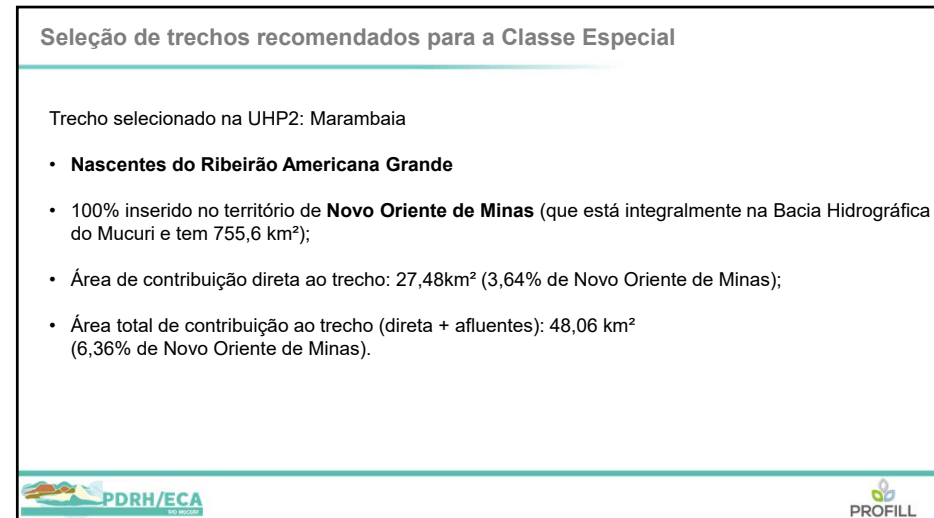 Seleção de trechos recomendados para a Classe Especial
Trecho selecionado na UHP2: Marambaia
• Nascentes do Ribeirão Americana Grande
• 100% inserido no território de Novo Oriente de Minas (que está integralmente na Bacia Hidrográfica
do Mucuri e tem 755,6 km²);
• Área de contribuição direta ao trecho: 27,48km² (3,64% de Novo Oriente de Minas);
• Área total de contribuição ao trecho (direta + afluentes): 48,06 km²
(6,36% de Novo Oriente de Minas).
PDRH/ECA
RIO MUCURI
PROFILL